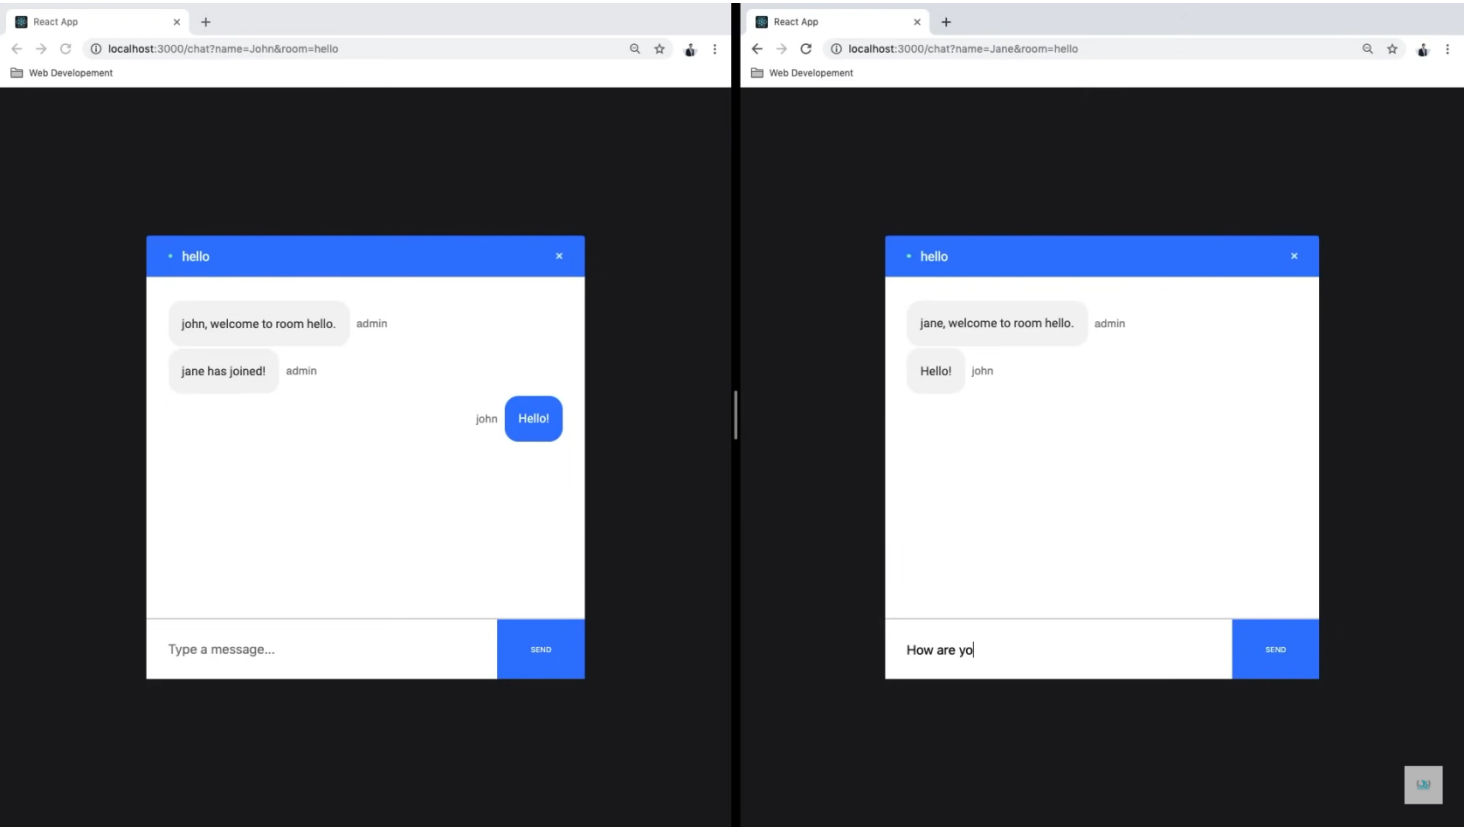 React App
localhost:3000/chat?name=John&room=hello
Web Developement
hello
john, welcome to room hello. admin
jane has joined! admin
john Hello!
Type a message...
SEND
React App
localhost:3000/chat?name=Jane&room=hello
Web Developement
hello
jane, welcome to room hello. admin
Hello! john
How are yo
SEND